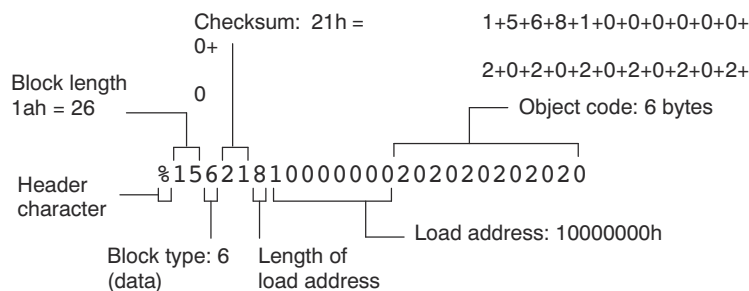 Checksum: 21h = 1+5+6+8+1+0+0+0+0+0+0+
0+ 2+0+2+0+2+0+2+0+2+0+2+
0
Block length
1ah = 26
Object code: 6 bytes
%1562181000000020202020202020
Header
character
Load address: 10000000h
Block type: 6
(data)
Length of
load address